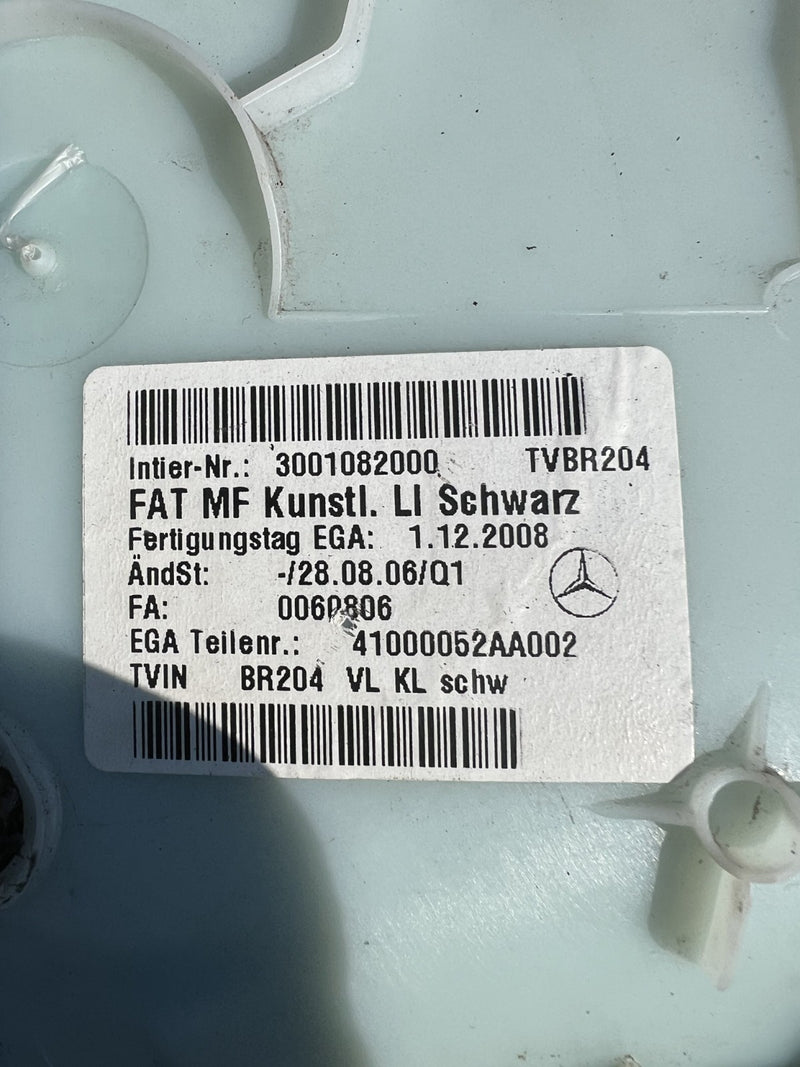 Intier-Nr.: 3001082000 TVBR204
FAT MF Kunstl. LI Schwarz
Fertigungstag EGA: 1.12.2008
ÄndSt: -/28.08.06/Q1
FA: 0060806
EGA Teilenr.: 41000052AA002
TVIN BR204 VL KL schw